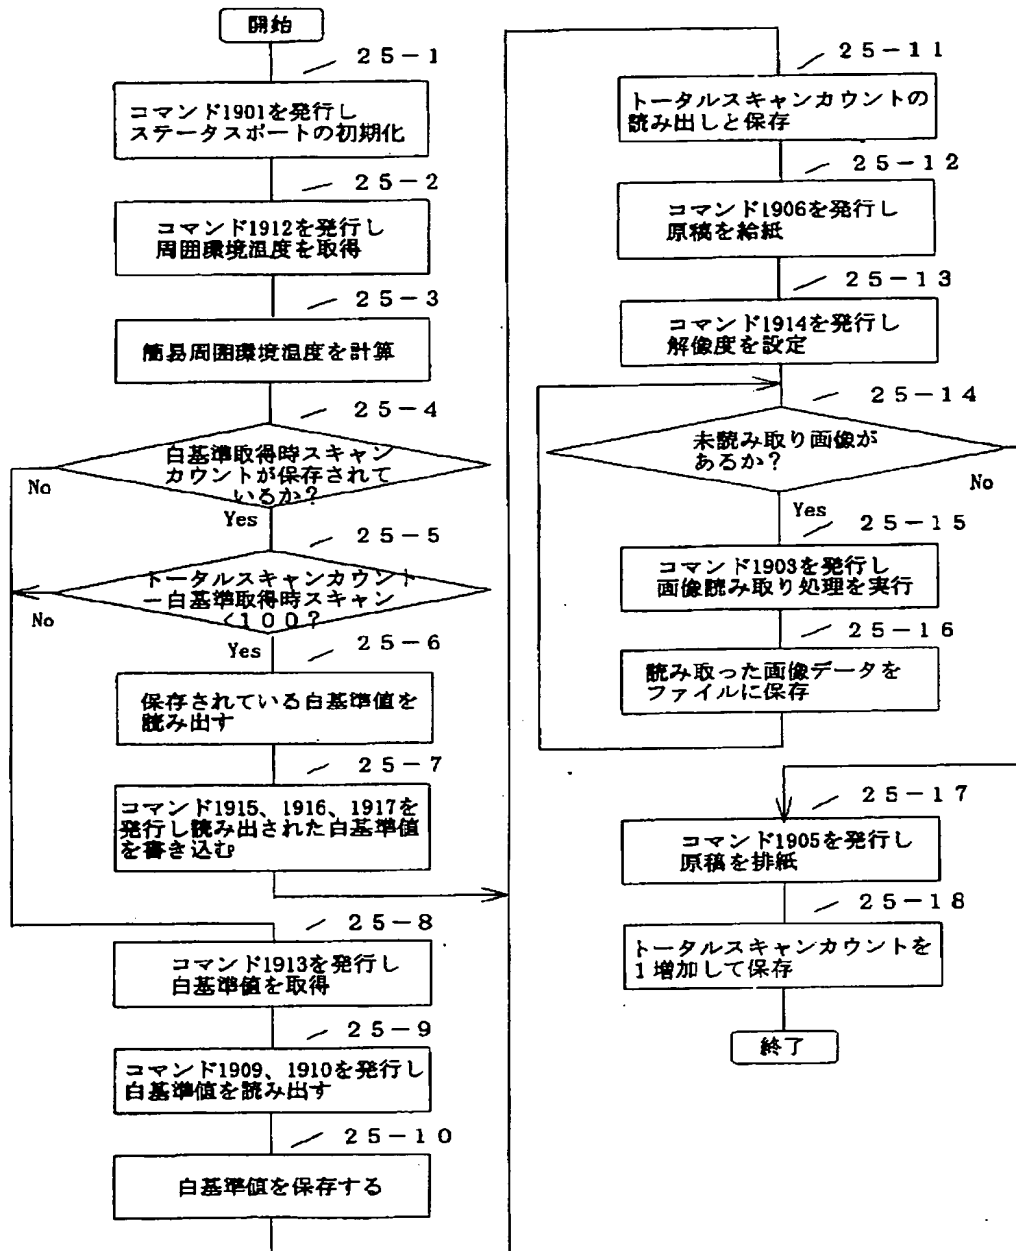 開始
25-1
コマンド1901を発行し
ステータスポートの初期化
25-2
コマンド1912を発行し
周囲環境温度を取得
25-3
簡易周囲環境温度を計算
25-4
白基準取得時スキャン
カウントが保存されて
いるか?
No
Yes
25-5
トータルスキャンカウント
-白基準取得時スキャン
<100?
No
Yes
25-6
保存されている白基準値を
読み出す
25-7
コマンド1915、1916、1917を
発行し読み出された白基準値
を書き込む
25-8
コマンド1913を発行し
白基準値を取得
25-9
コマンド1909、1910を発行し
白基準値を読み出す
25-10
白基準値を保存する
25-11
トータルスキャンカウントの
読み出しと保存
25-12
コマンド1906を発行し
原稿を給紙
25-13
コマンド1914を発行し
解像度を設定
25-14
未読み取り画像が
あるか?
No
Yes
25-15
コマンド1903を発行し
画像読み取り処理を実行
25-16
読み取った画像データを
ファイルに保存
25-17
コマンド1905を発行し
原稿を排紙
25-18
トータルスキャンカウントを
1増加して保存
終了